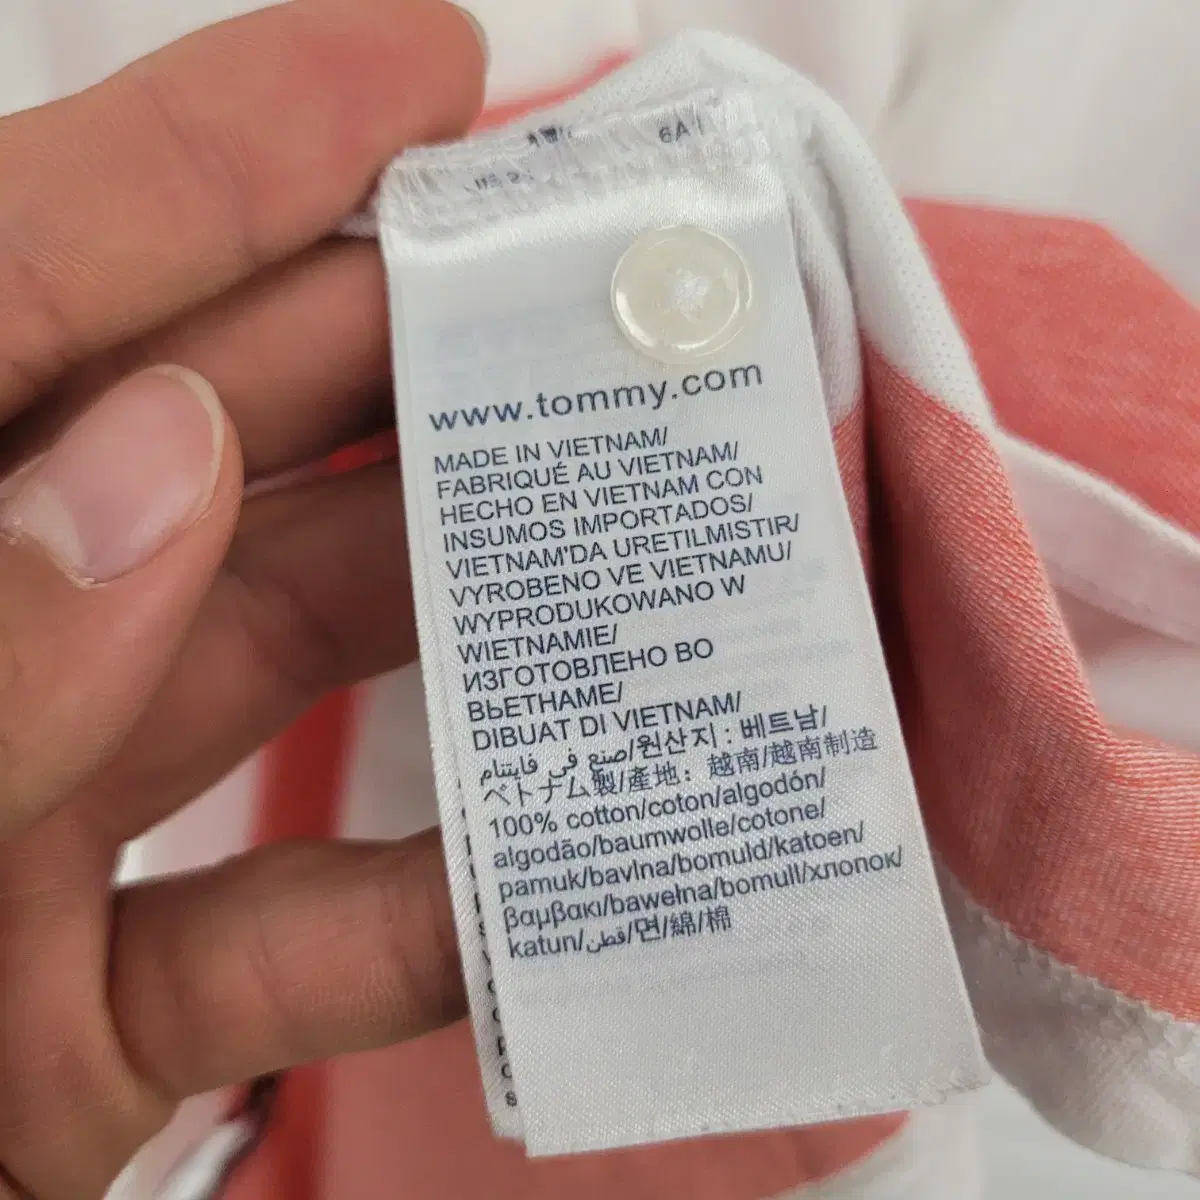 6A
www.tommy.com
MADE IN VIETNAM/
FABRIQUÉ AU VIETNAM/
HECHO EN VIETNAM CON
INSUMOS IMPORTADOS/
VIETNAM'DA URETILMISTIR/
VYROBENO VE VIETNAMU/
WYPRODUKOWANO W
WIETNAMIE/
ИЗГОТОВЛЕНО ВО
ВЬЕТНАМЕ/
DIBUAT DI VIETNAM/
صنع في فايتنام/원산지 : 베트남/
ベトナム製/產地：越南/越南制造
100% cotton/coton/algodón/
algodão/baumwolle/cotone/
pamuk/bavlna/bomuld/katoen/
βαμβακι/bawełna/bomull/хлопок/
katun/قطن/면/綿/棉